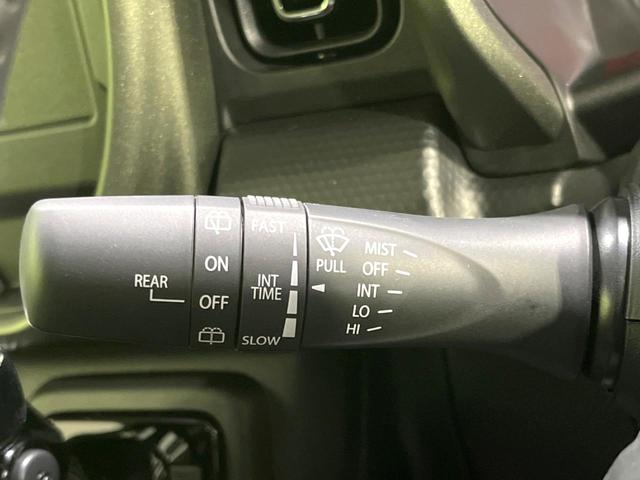 REAR
ON
OFF
FAST
INT
TIME
SLOW
PULL
MIST
OFF
INT
LO
HI